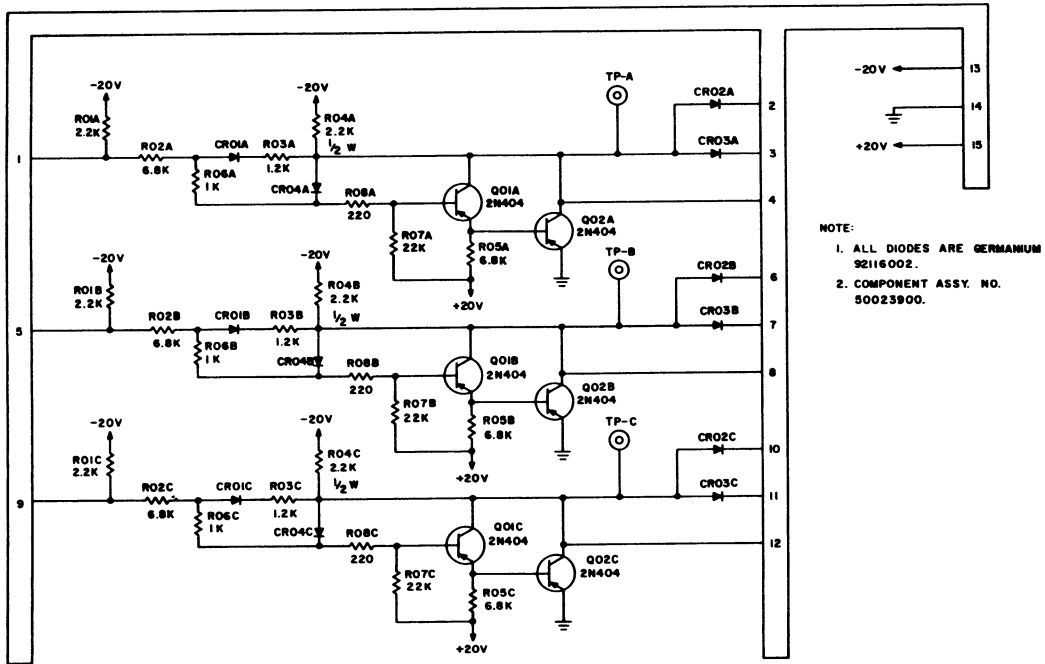 -20V
R01A
2.2K
1
R02A
6.8K
R06A
1K
CR01A
R03A
1.2K
-20V
R04A
2.2K
1/2 W
CR04A
R08A
220
R07A
22K
Q01A
2N404
R05A
6.8K
+20V
Q02A
2N404
TP-A
CR02A
2
CR03A
3
4
-20V
R01B
2.2K
5
R02B
6.8K
R06B
1K
CR01B
R03B
1.2K
-20V
R04B
2.2K
1/2 W
CR04B
R08B
220
R07B
22K
Q01B
2N404
R05B
6.8K
+20V
Q02B
2N404
TP-B
CR02B
6
CR03B
7
8
-20V
R01C
2.2K
9
R02C
6.8K
R06C
1K
CR01C
R03C
1.2K
-20V
R04C
2.2K
1/2 W
CR04C
R08C
220
R07C
22K
Q01C
2N404
R05C
6.8K
+20V
Q02C
2N404
TP-C
CR02C
10
CR03C
11
12
-20V 13
14
+20V 15
NOTE:
1. ALL DIODES ARE GERMANIUM
92116002.
2. COMPONENT ASSY. NO.
50023900.